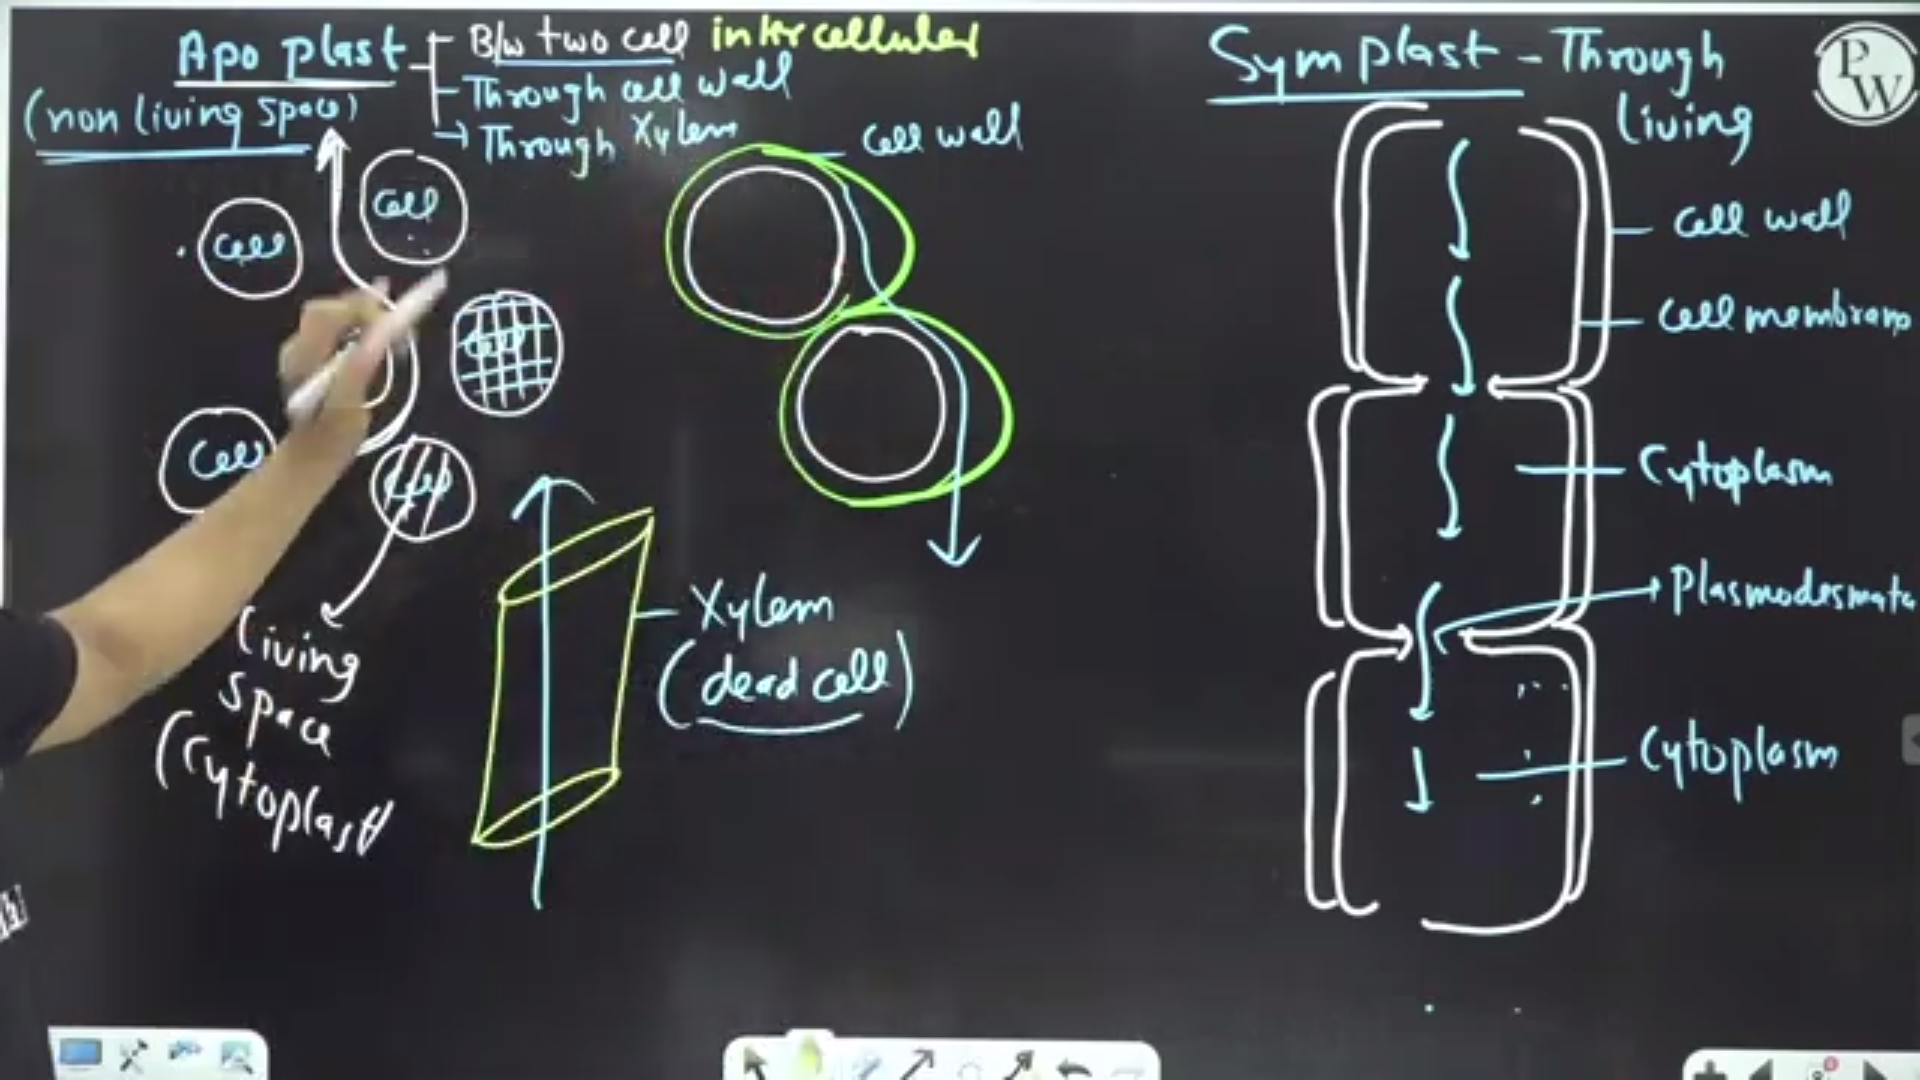 Apo plast
B/w two cell intercellular
Through cell wall
(non living space)
Through Xylem
Cell wall
Cell
Cell
Cell
Cell
Living
space
(Cytoplast
Xylem
(dead cell)
Symplast - Through
living
Cell wall
Cell membrane
Cytoplasm
Plasmodesmata
Cytoplasm
PW